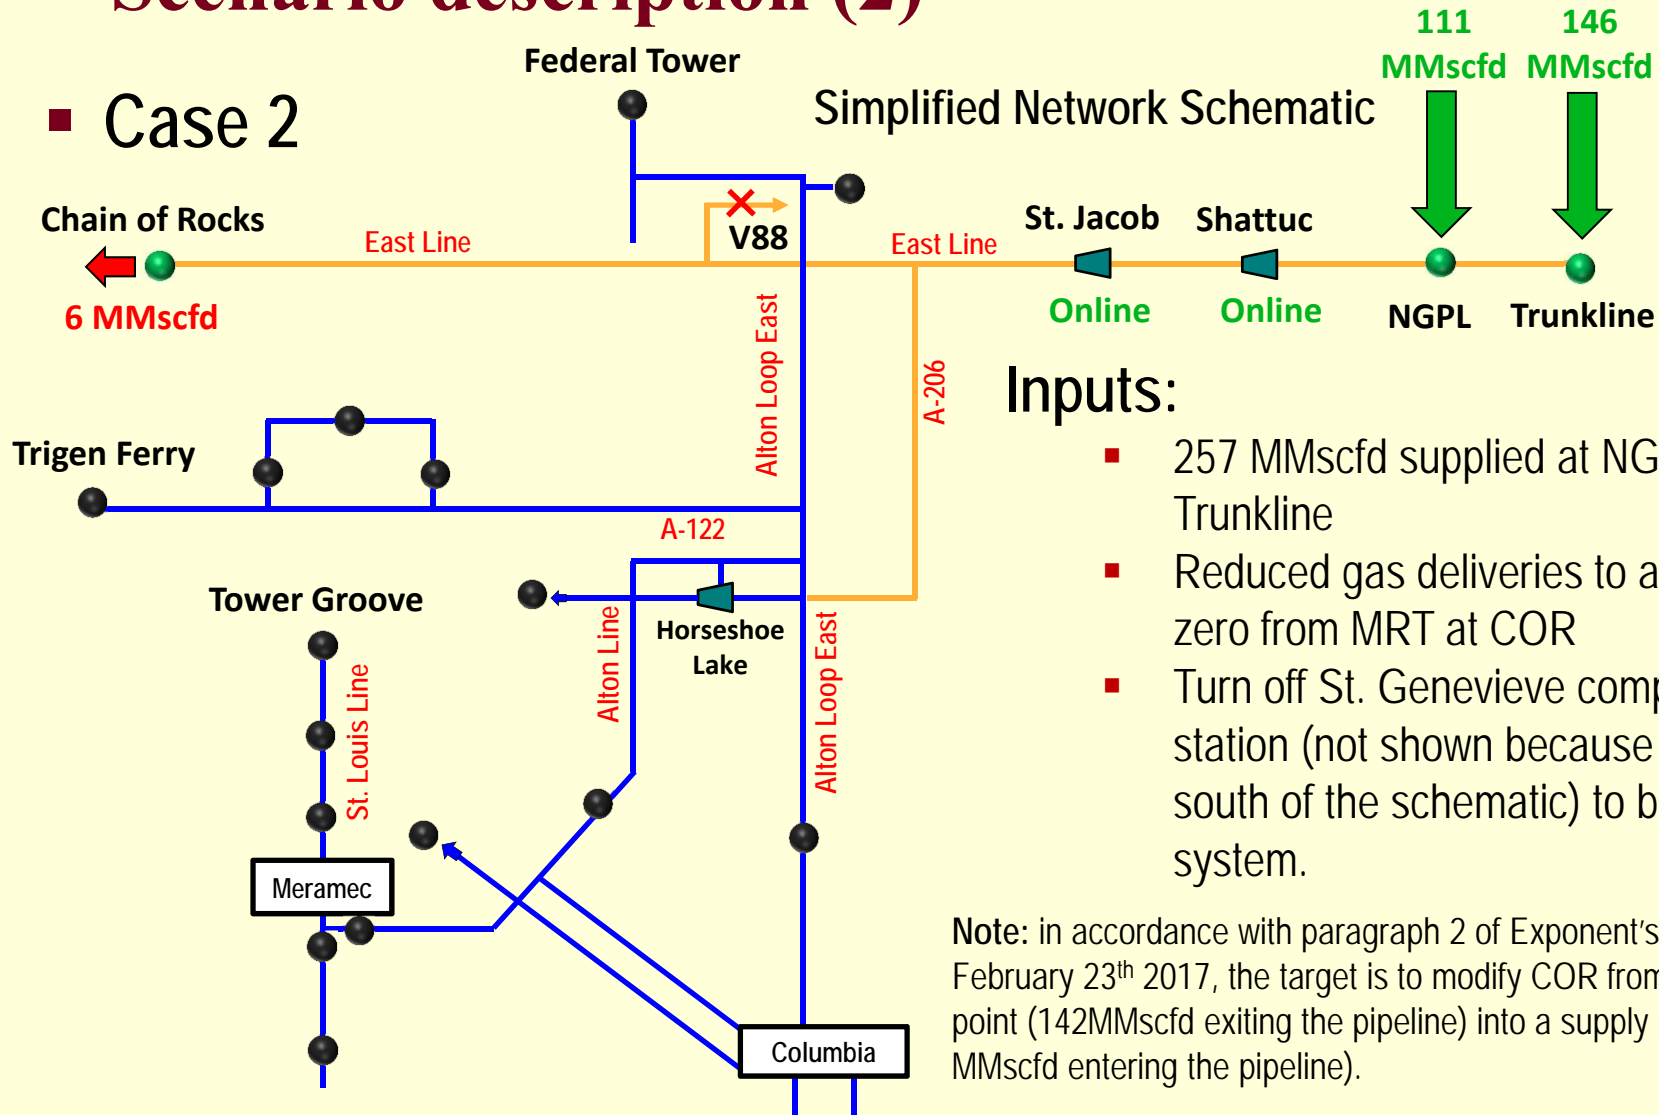 Scenario description (2)
111
MMscfd
146
MMscfd
Federal Tower
Simplified Network Schematic
▪ Case 2
Chain of Rocks
East Line
V88
East Line
St. Jacob
Shattuc
6 MMscfd
Online
Online
NGPL
Trunkline
Alton Loop East
A-206
Inputs:
▪ 257 MMscfd supplied at
Trunkline
▪ Reduced gas deliveries to
zero from MRT at COR
▪ Turn off St. Genevieve
station (not shown because
south of the schematic) to
system.
Trigen Ferry
A-122
Tower Groove
Horseshoe
Lake
Alton Line
Alton Loop East
St. Louis Line
Meramec
Columbia
Note: in accordance with paragraph 2 of Exponent's
February 23th 2017, the target is to modify COR from
point (142MMscfd exiting the pipeline) into a supply
MMscfd entering the pipeline).